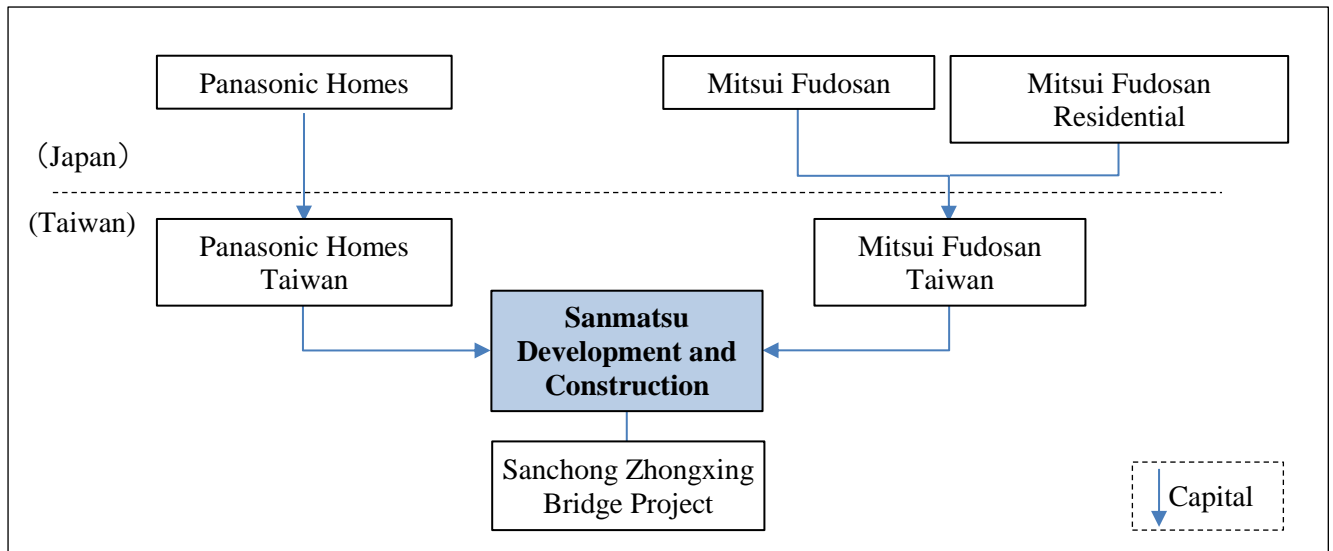 Panasonic Homes
Mitsui Fudosan
Mitsui Fudosan
Residential
（Japan）
(Taiwan)
Panasonic Homes
Taiwan
Mitsui Fudosan
Taiwan
Sanmatsu
Development and
Construction
Sanchong Zhongxing
Bridge Project
Capital